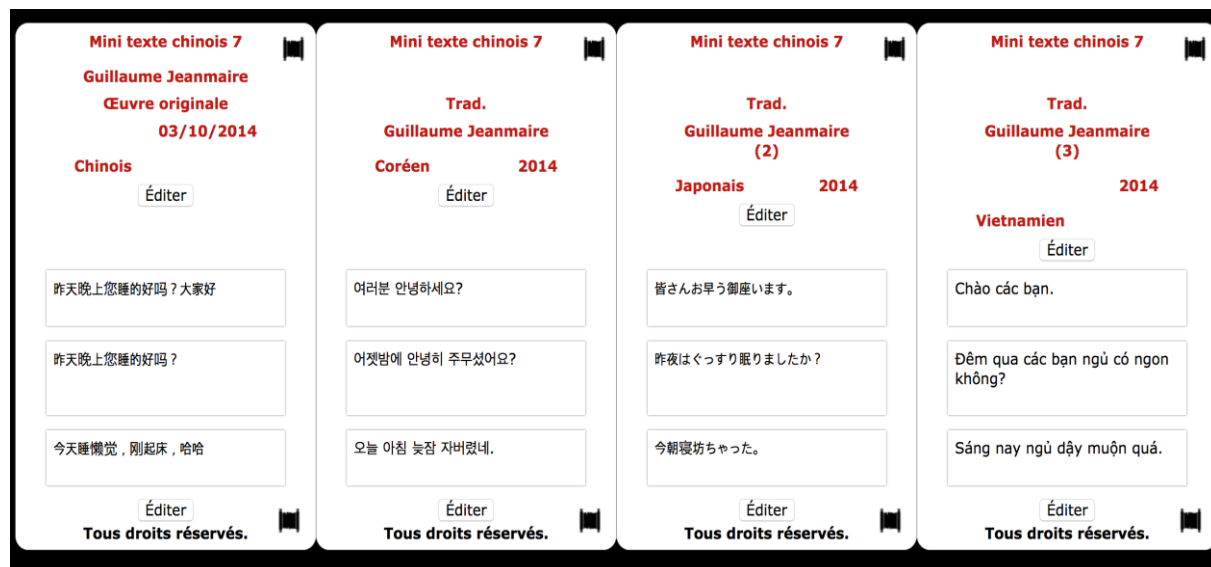 Mini texte chinois 7
Guillaume Jeanmaire
Œuvre originale
03/10/2014
Chinois
Éditer
昨天晚上您睡的好吗？大家好
昨天晚上您睡的好吗？
今天睡懒觉，刚起床，哈哈
Éditer
Tous droits réservés.
Mini texte chinois 7
Trad.
Guillaume Jeanmaire
Coréen 2014
Éditer
여러분 안녕하세요?
어젯밤에 안녕히 주무셨어요?
오늘 아침 늦잠 자버렸네.
Éditer
Tous droits réservés.
Mini texte chinois 7
Trad.
Guillaume Jeanmaire
(2)
Japonais 2014
Éditer
皆さんお早う御座います。
昨夜はぐっすり眠りましたか？
今朝寝坊ちゃった。
Éditer
Tous droits réservés.
Mini texte chinois 7
Trad.
Guillaume Jeanmaire
(3)
2014
Vietnamien
Éditer
Chào các bạn.
Đêm qua các bạn ngủ có ngon
không?
Sáng nay ngủ dậy muộn quá.
Éditer
Tous droits réservés.